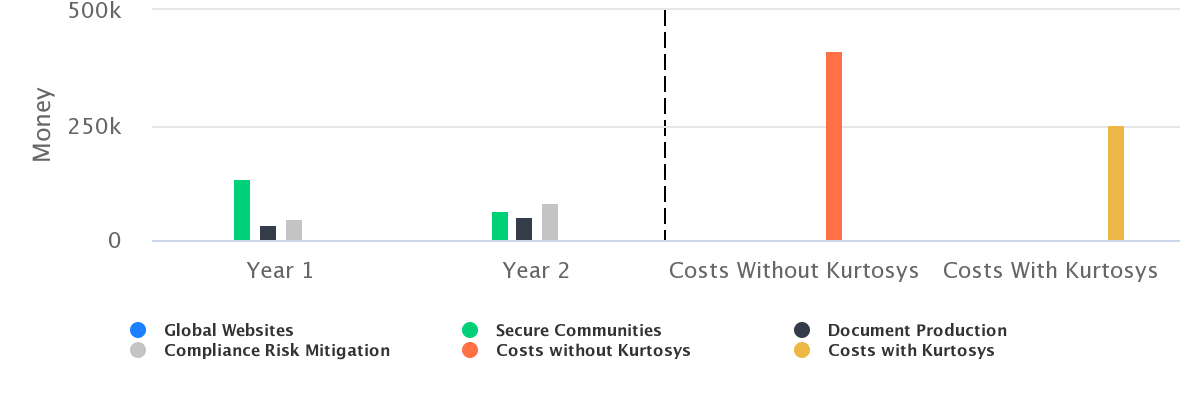 500k
250k
0
Money
Year 1
Year 2
Costs Without Kurtosys
Costs With Kurtosys
Global Websites
Secure Communities
Document Production
Compliance Risk Mitigation
Costs without Kurtosys
Costs with Kurtosys